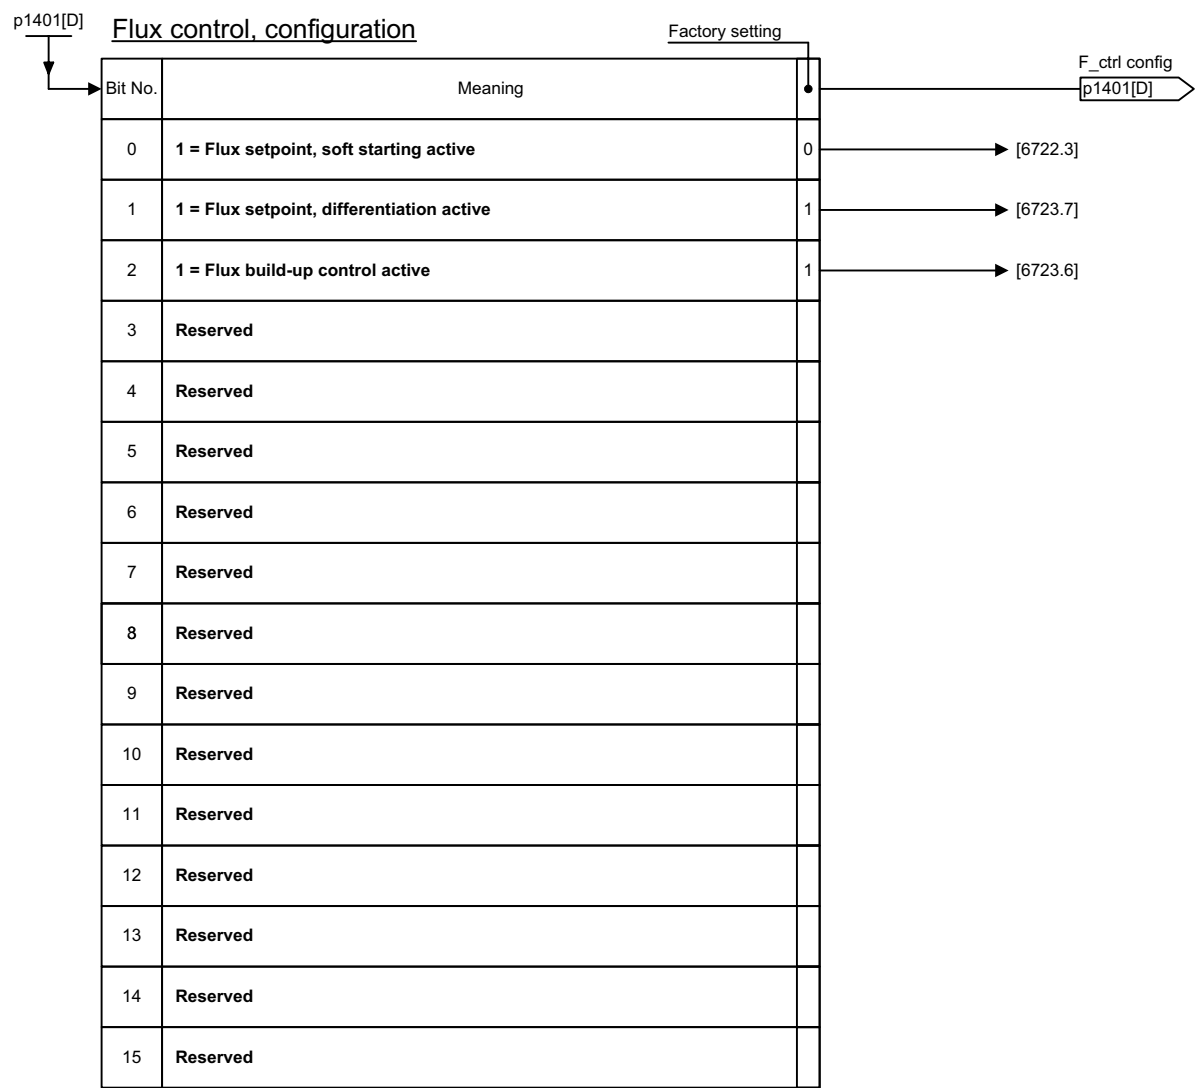 p1401[D]
Flux control, configuration
Factory setting
F_ctrl config
Bit No. Meaning p1401[D]
0 1 = Flux setpoint, soft starting active 0 [6722.3]
1 1 = Flux setpoint, differentiation active 1 [6723.7]
2 1 = Flux build-up control active 1 [6723.6]
3 Reserved
4 Reserved
5 Reserved
6 Reserved
7 Reserved
8 Reserved
9 Reserved
10 Reserved
11 Reserved
12 Reserved
13 Reserved
14 Reserved
15 Reserved